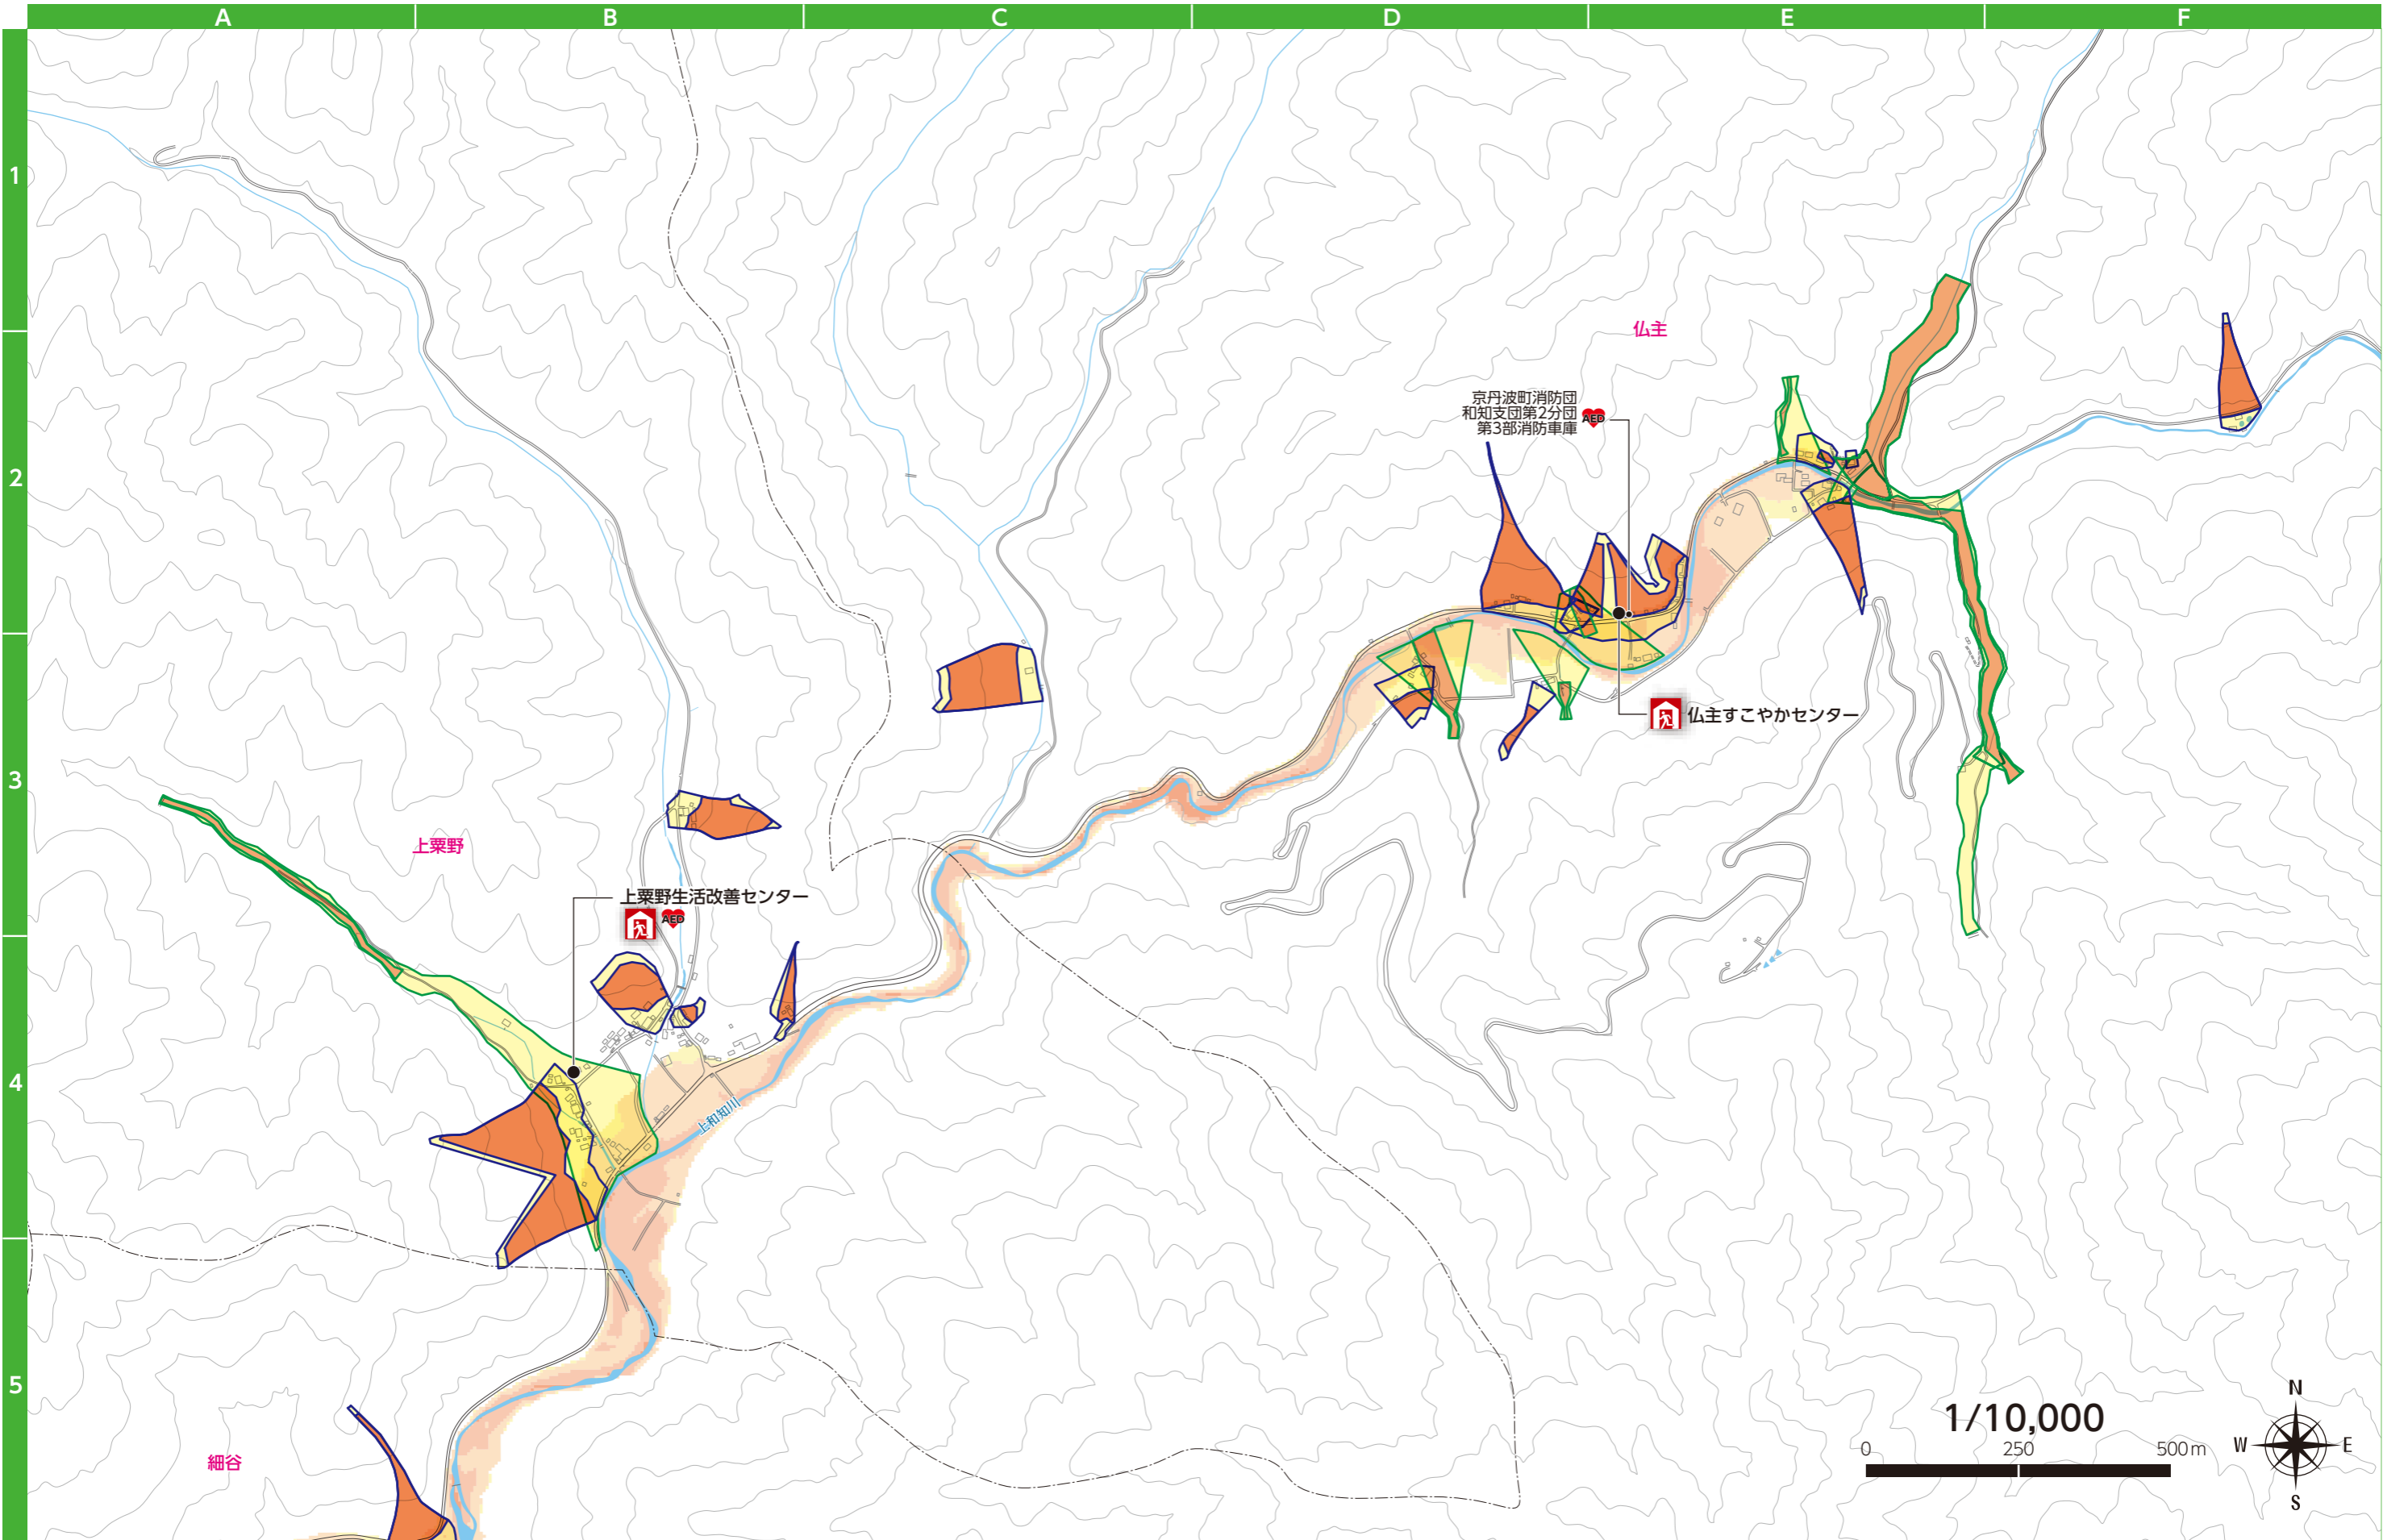 A B C D E F
1
仏主
京丹波町消防団
和知支団第2分団
第3部消防車庫
AED
2
仏主すこやかセンター
3
上粟野
上粟野生活改善センター
AED
4
上和知川
5
細谷
1/10,000
0 250 500m
N
W E
S